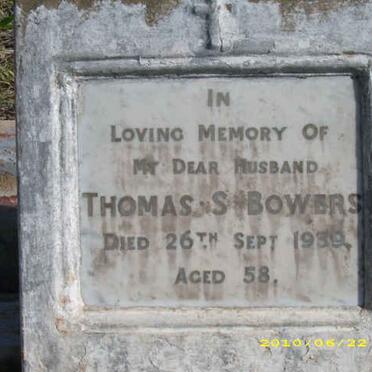 IN
LOVING MEMORY OF
MY DEAR HUSBAND
THOMAS S BOWERS
DIED 26TH SEPT 1939.
AGED 58.
2010/06/22